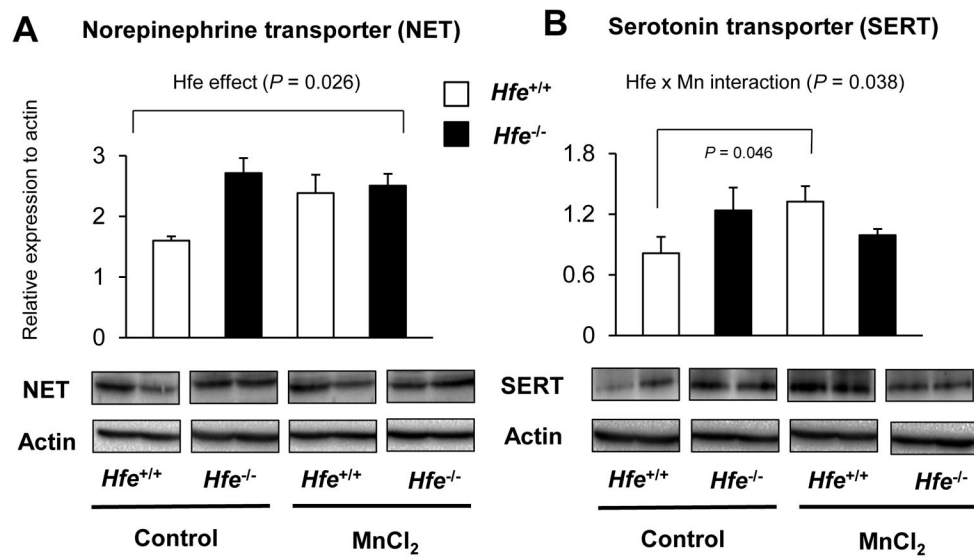 A Norepinephrine transporter (NET)
Hfe effect (P = 0.026)
Relative expression to actin
3
2
1
0
Hfe+/+
Hfe-/-
NET
Actin
Hfe+/+ Hfe-/- Hfe+/+ Hfe-/-
Control MnCl2
B Serotonin transporter (SERT)
Hfe x Mn interaction (P = 0.038)
P = 0.046
1.8
1.2
0.6
0
SERT
Actin
Hfe+/+ Hfe-/- Hfe+/+ Hfe-/-
Control MnCl2